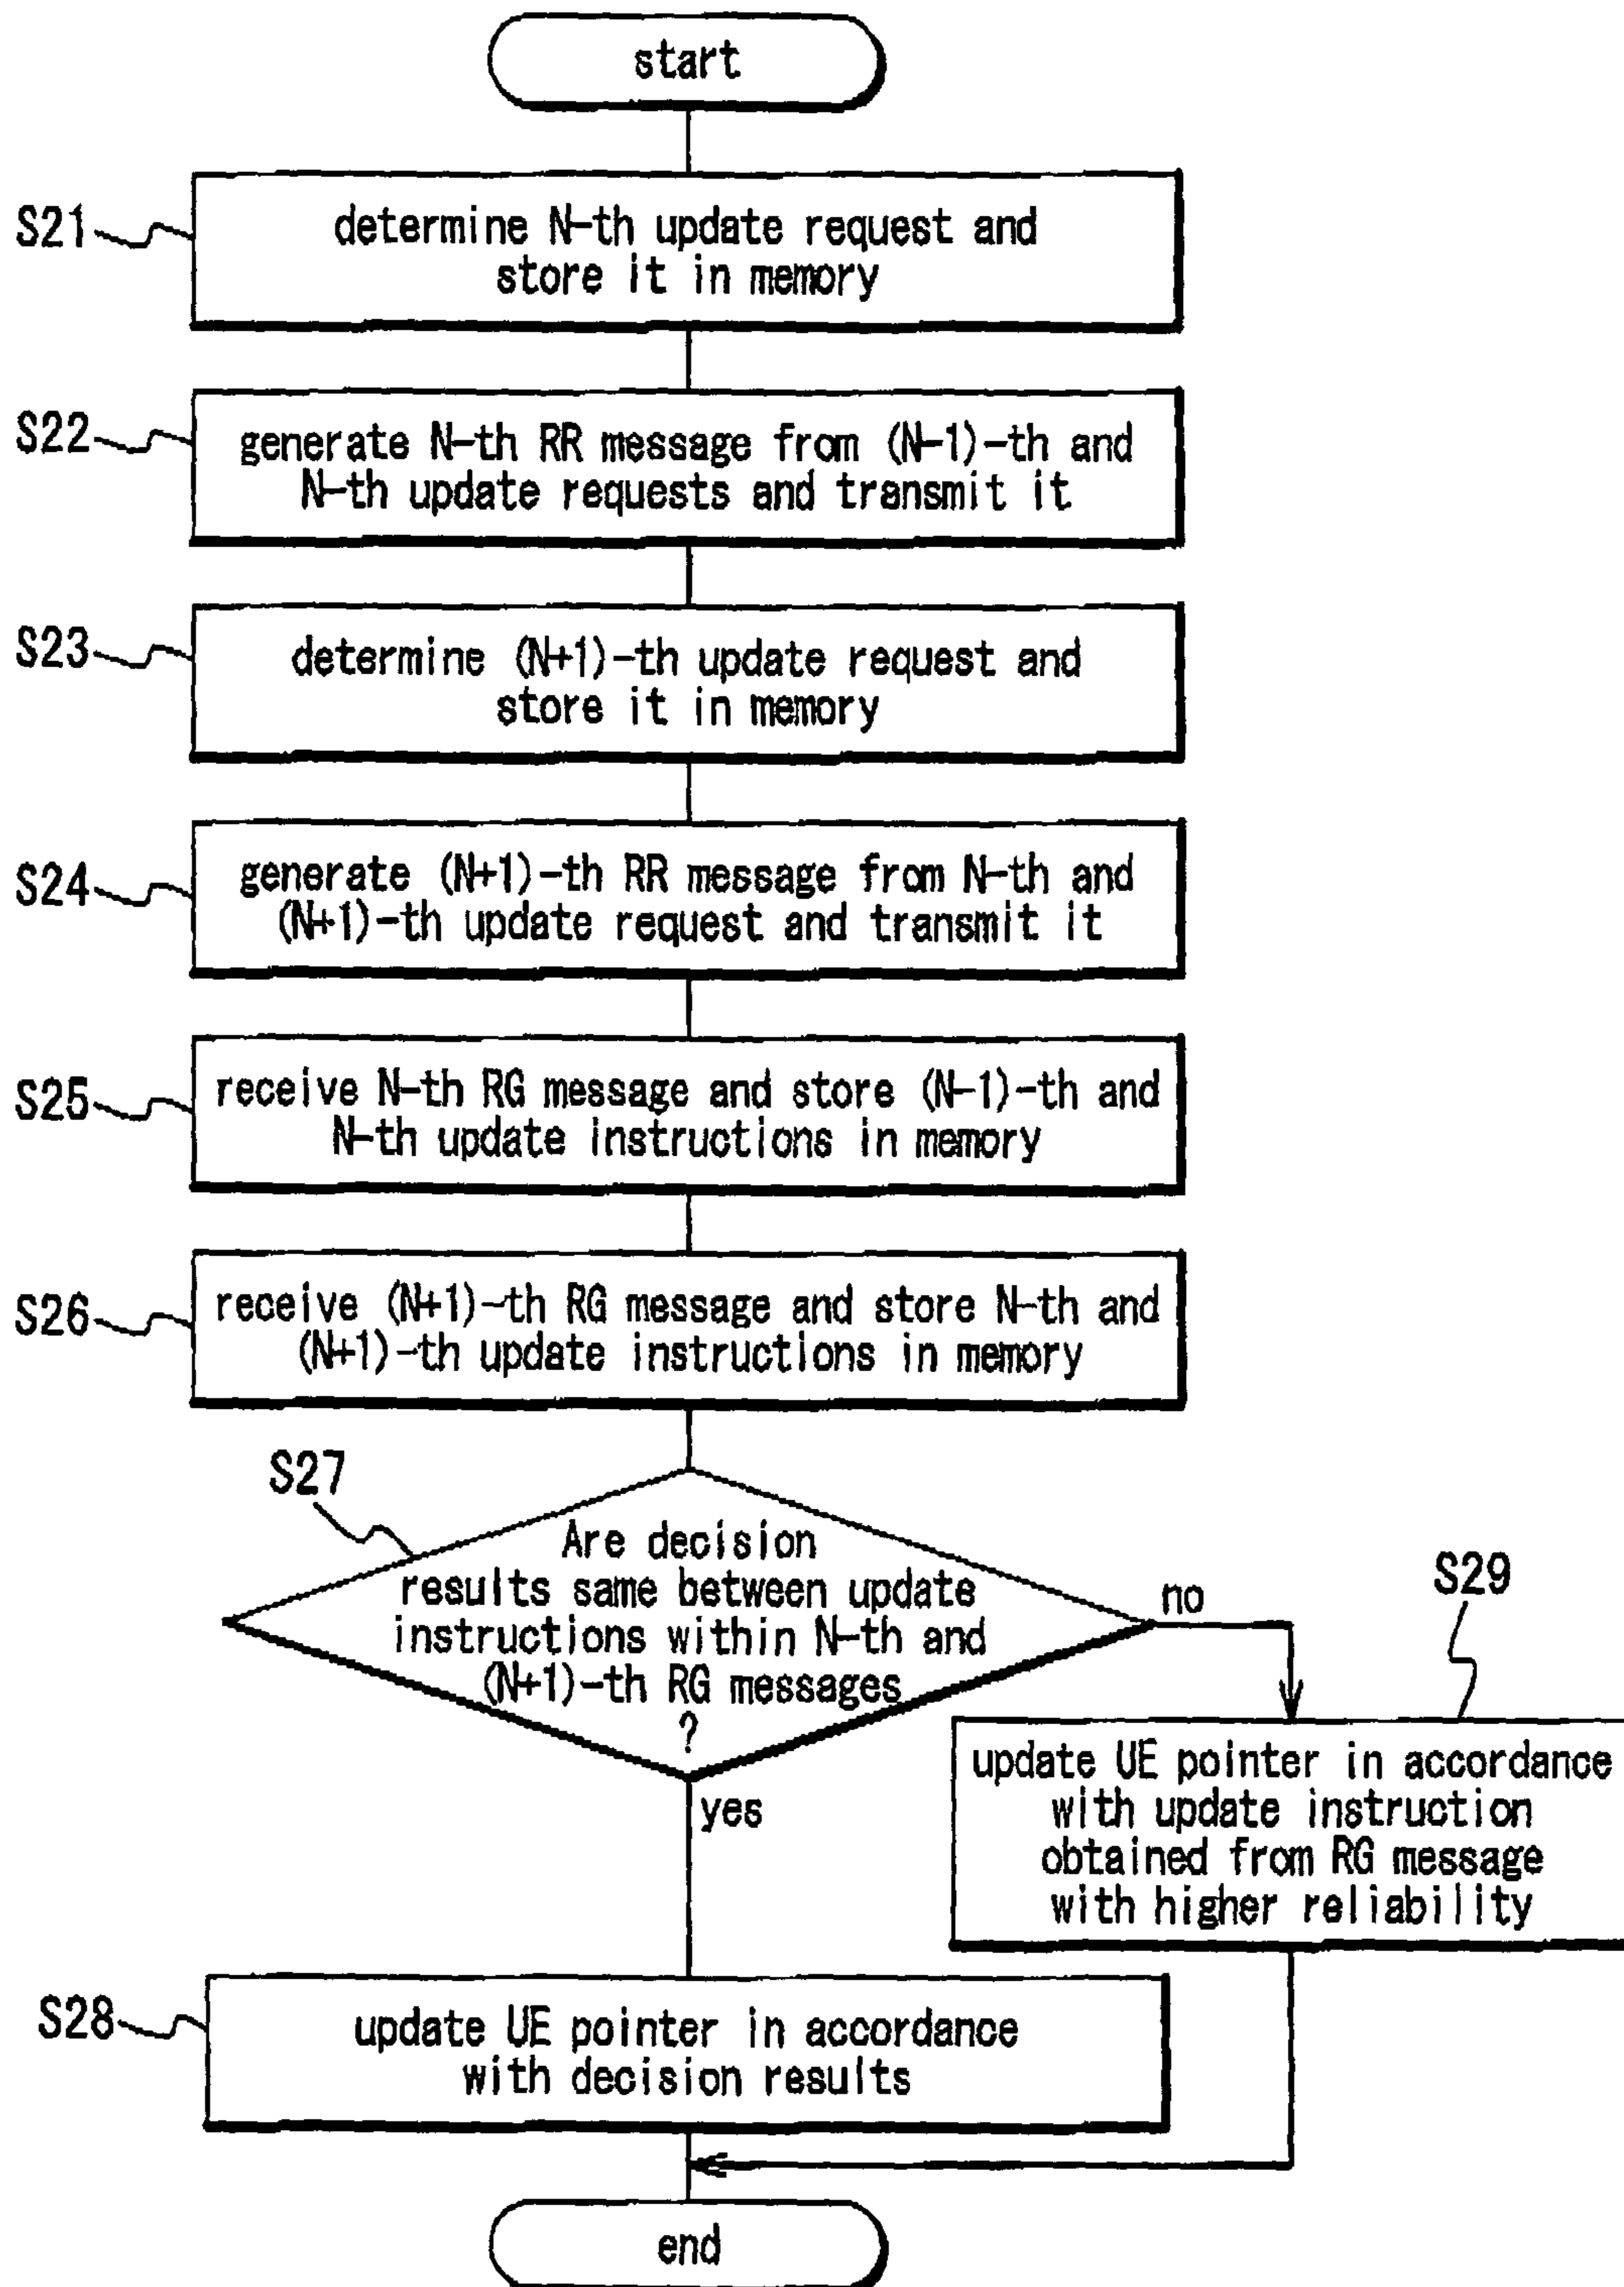 start
S21
determine N-th update request and
store it in memory
S22
generate N-th RR message from (N-1)-th and
N-th update requests and transmit it
S23
determine (N+1)-th update request and
store it in memory
S24
generate (N+1)-th RR message from N-th and
(N+1)-th update request and transmit it
S25
receive N-th RG message and store (N-1)-th and
N-th update instructions in memory
S26
receive (N+1)-th RG message and store N-th and
(N+1)-th update instructions in memory
S27
Are decision
results same between update
instructions within N-th and
(N+1)-th RG messages
?
no
yes
S29
update UE pointer in accordance
with update instruction
obtained from RG message
with higher reliability
S28
update UE pointer in accordance
with decision results
end